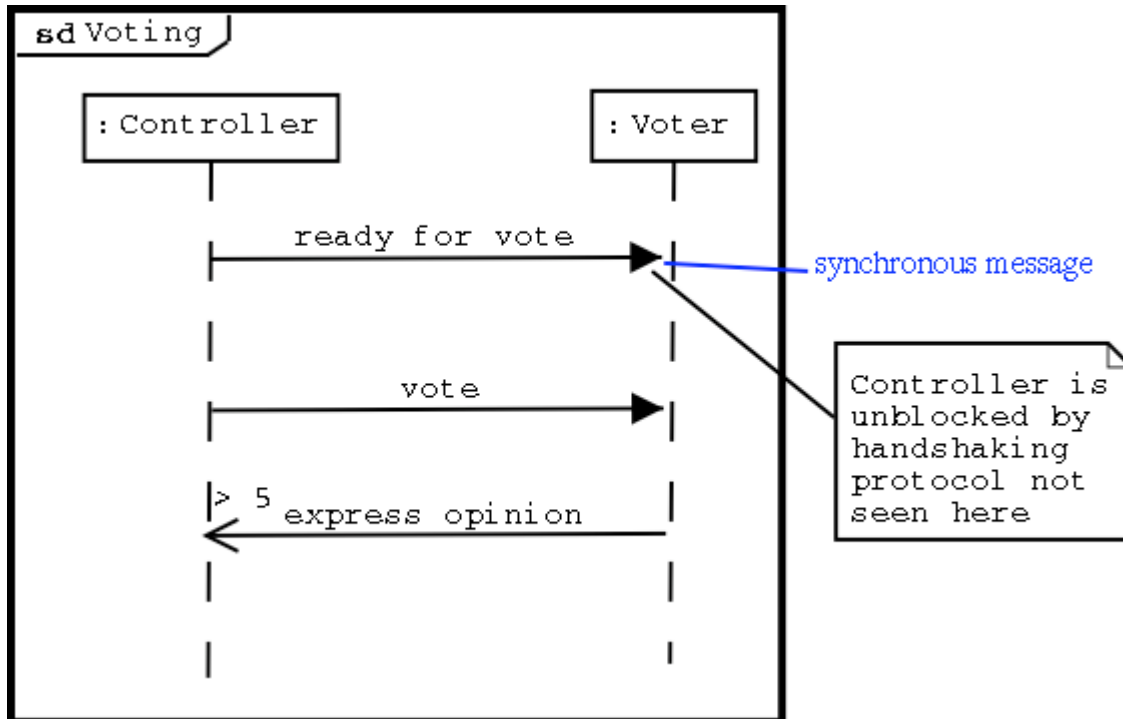 sd Voting
: Controller
: Voter
ready for vote
synchronous message
vote
Controller is
unblocked by
handshaking
protocol not
seen here
> 5
express opinion